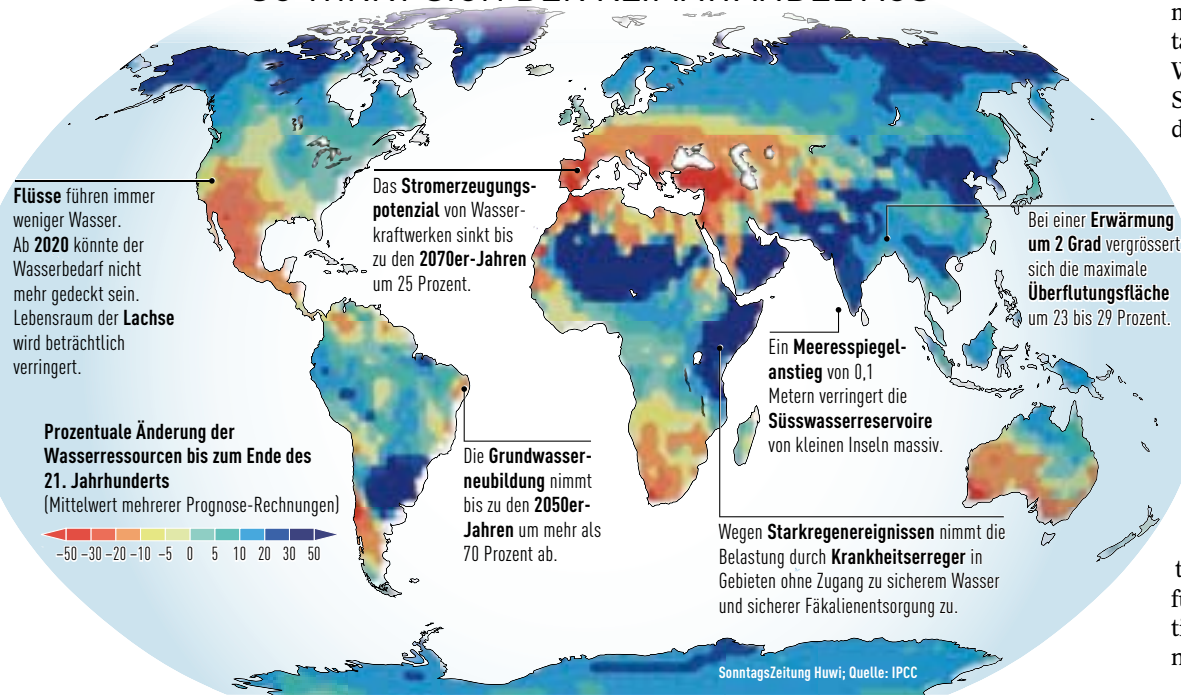 Flüsse führen immer
weniger Wasser.
Ab 2020 könnte der
Wasserbedarf nicht
mehr gedeckt sein.
Lebensraum der Lachse
wird beträchtlich
verringert.
Das Stromerzeugungs-
potenzial von Wasser-
kraftwerken sinkt bis
zu den 2070er-Jahren
um 25 Prozent.
Bei einer Erwärmung
um 2 Grad vergrössert
sich die maximale
Überflutungsfläche
um 23 bis 29 Prozent.
Ein Meeresspiegel-
anstieg von 0,1
Metern verringert die
Süsswasserreservoire
von kleinen Inseln massiv.
Prozentuale Änderung der
Wasserressourcen bis zum Ende des
21. Jahrhunderts
(Mittelwert mehrerer Prognose-Rechnungen)
−50 −30 −20 −10 −5 0 5 10 20 30 50
Die Grundwasser-
neubildung nimmt
bis zu den 2050er-
Jahren um mehr als
70 Prozent ab.
Wegen Starkregenereignissen nimmt die
Belastung durch Krankheitserreger in
Gebieten ohne Zugang zu sicherem Wasser
und sicherer Fäkalienentsorgung zu.
SonntagsZeitung Huwi; Quelle: IPCC